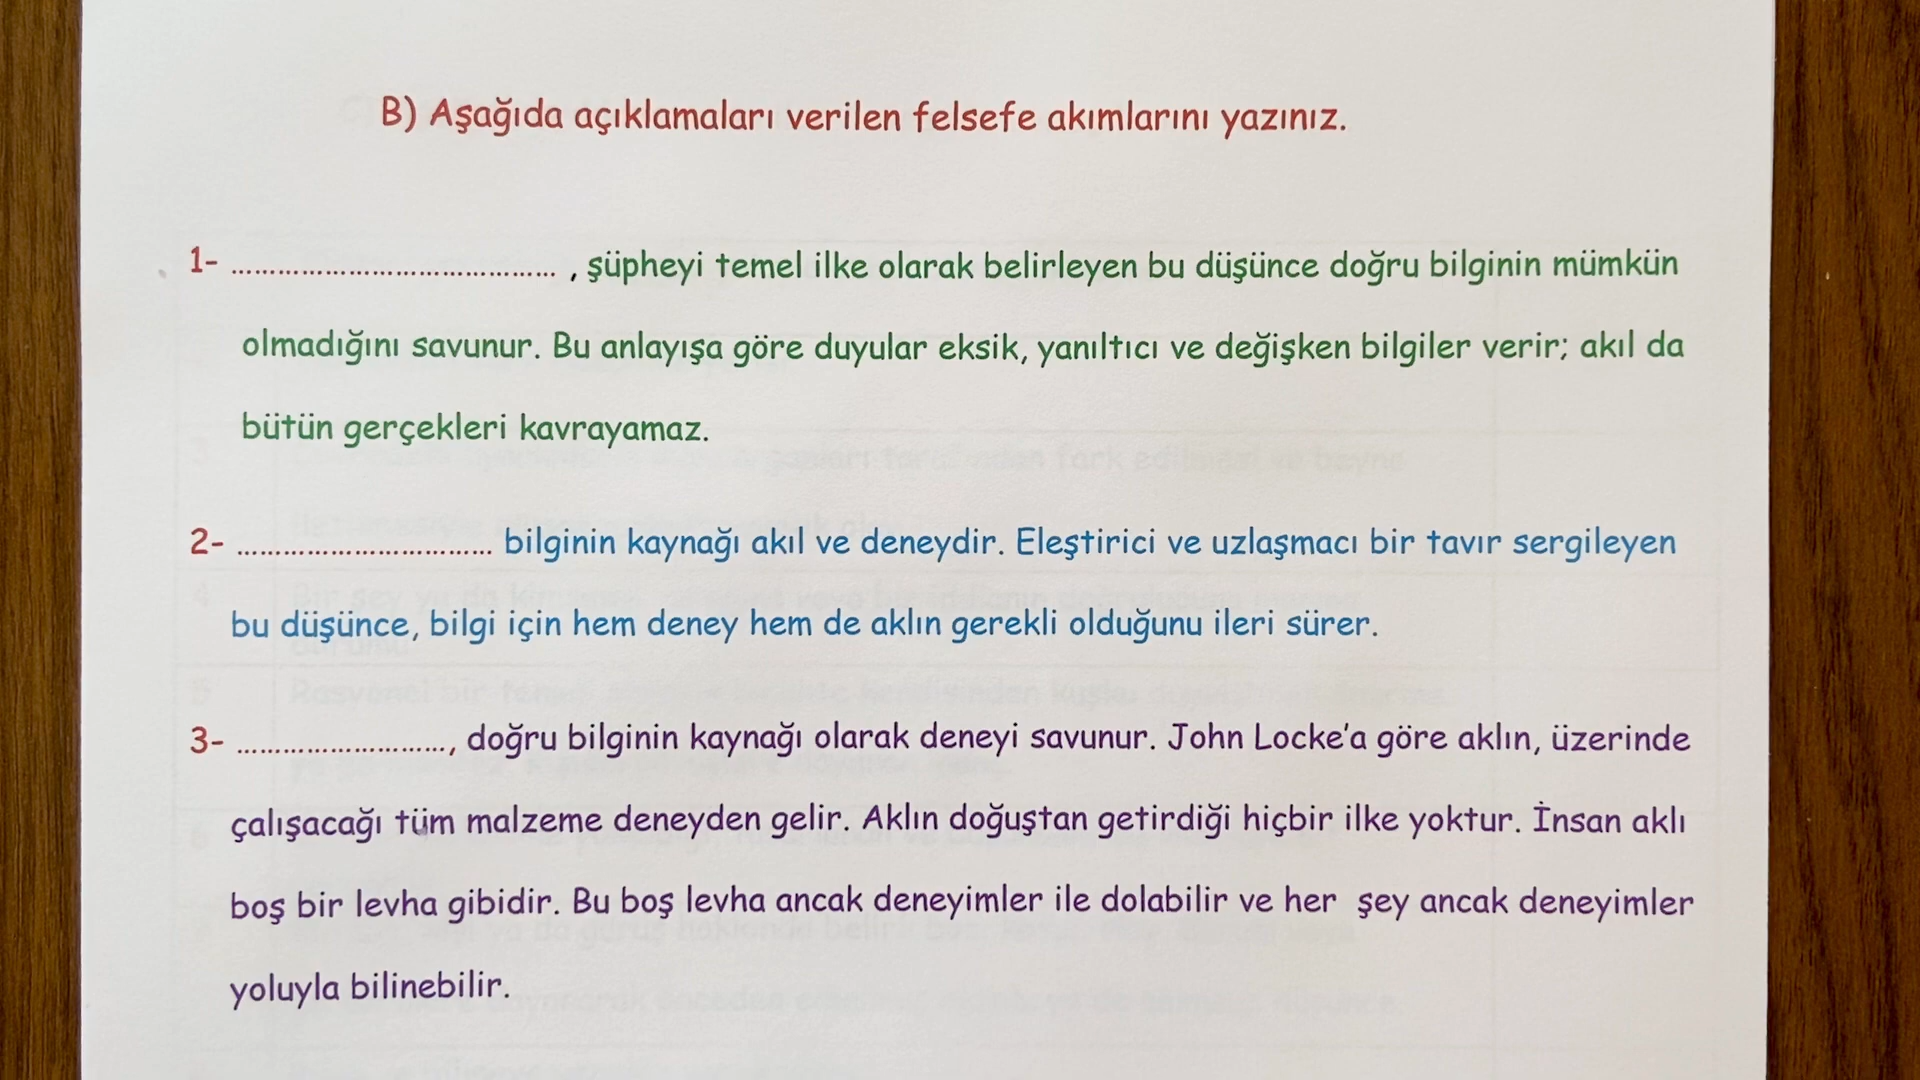 B) Aşağıda açıklamaları verilen felsefe akımlarını yazınız.
1- .......................................... , şüpheyi temel ilke olarak belirleyen bu düşünce doğru bilginin mümkün
olmadığını savunur. Bu anlayışa göre duyular eksik, yanıltıcı ve değişken bilgiler verir; akıl da
bütün gerçekleri kavrayamaz.
2- ................................. bilginin kaynağı akıl ve deneydir. Eleştirici ve uzlaşmacı bir tavır sergileyen
bu düşünce, bilgi için hem deney hem de aklın gerekli olduğunu ileri sürer.
3- ..........................., doğru bilginin kaynağı olarak deneyi savunur. John Locke'a göre aklın, üzerinde
çalışacağı tüm malzeme deneyden gelir. Aklın doğuştan getirdiği hiçbir ilke yoktur. İnsan aklı
boş bir levha gibidir. Bu boş levha ancak deneyimler ile dolabilir ve her şey ancak deneyimler
yoluyla bilinebilir.